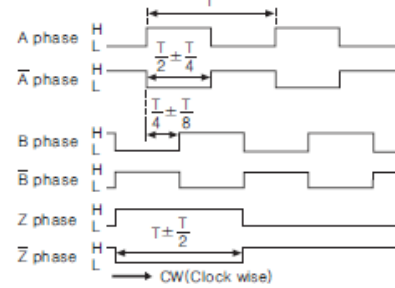 T
A phase H
L
T/2 ± T/4
A̅ phase H
L
T/4 ± T/8
B phase H
L
B̅ phase H
L
Z phase H
L
T ± T/2
Z̅ phase H
L
CW(Clock wise)